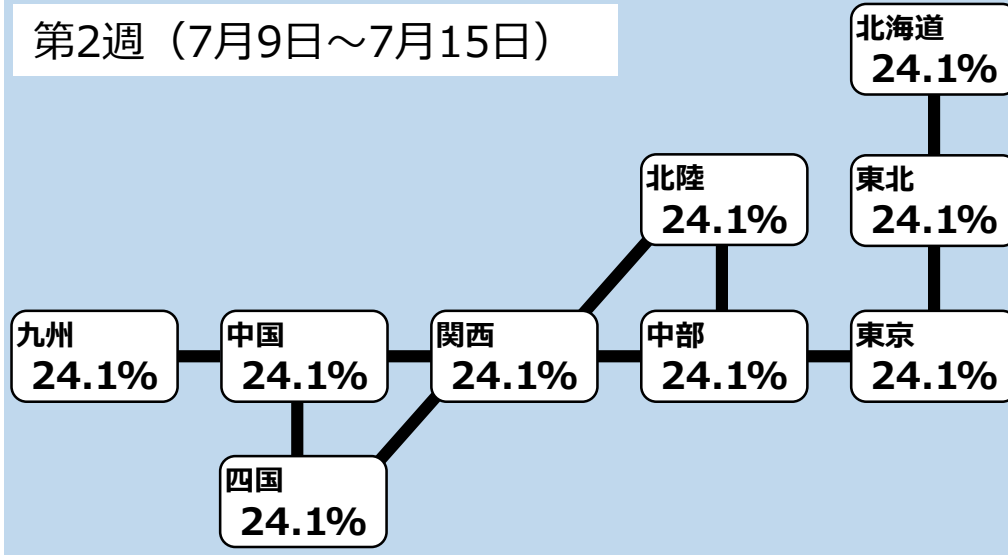 第2週（7月9日～7月15日）
北海道
24.1%
北陸
24.1%
東北
24.1%
九州
24.1%
中国
24.1%
関西
24.1%
中部
24.1%
東京
24.1%
四国
24.1%